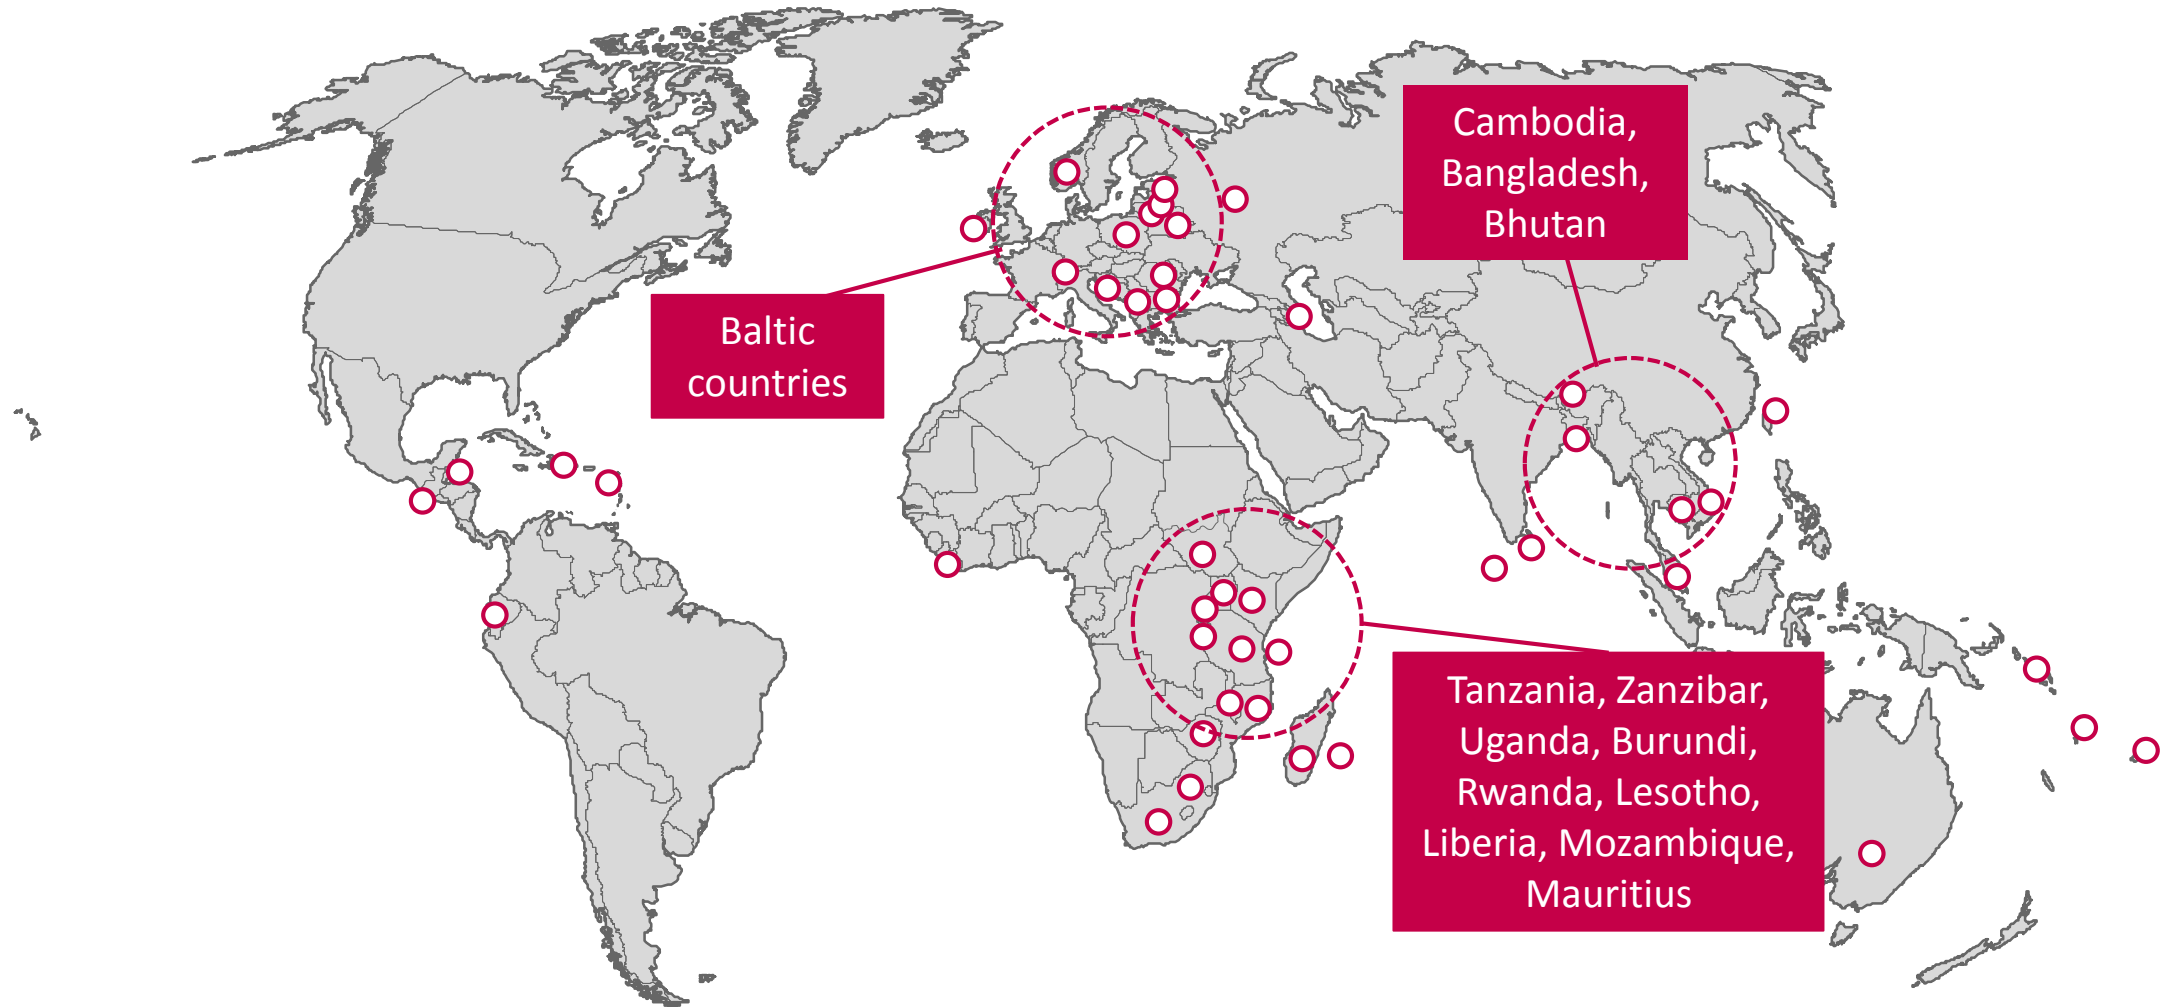 Cambodia,
Bangladesh,
Bhutan
Baltic
countries
Tanzania, Zanzibar,
Uganda, Burundi,
Rwanda, Lesotho,
Liberia, Mozambique,
Mauritius